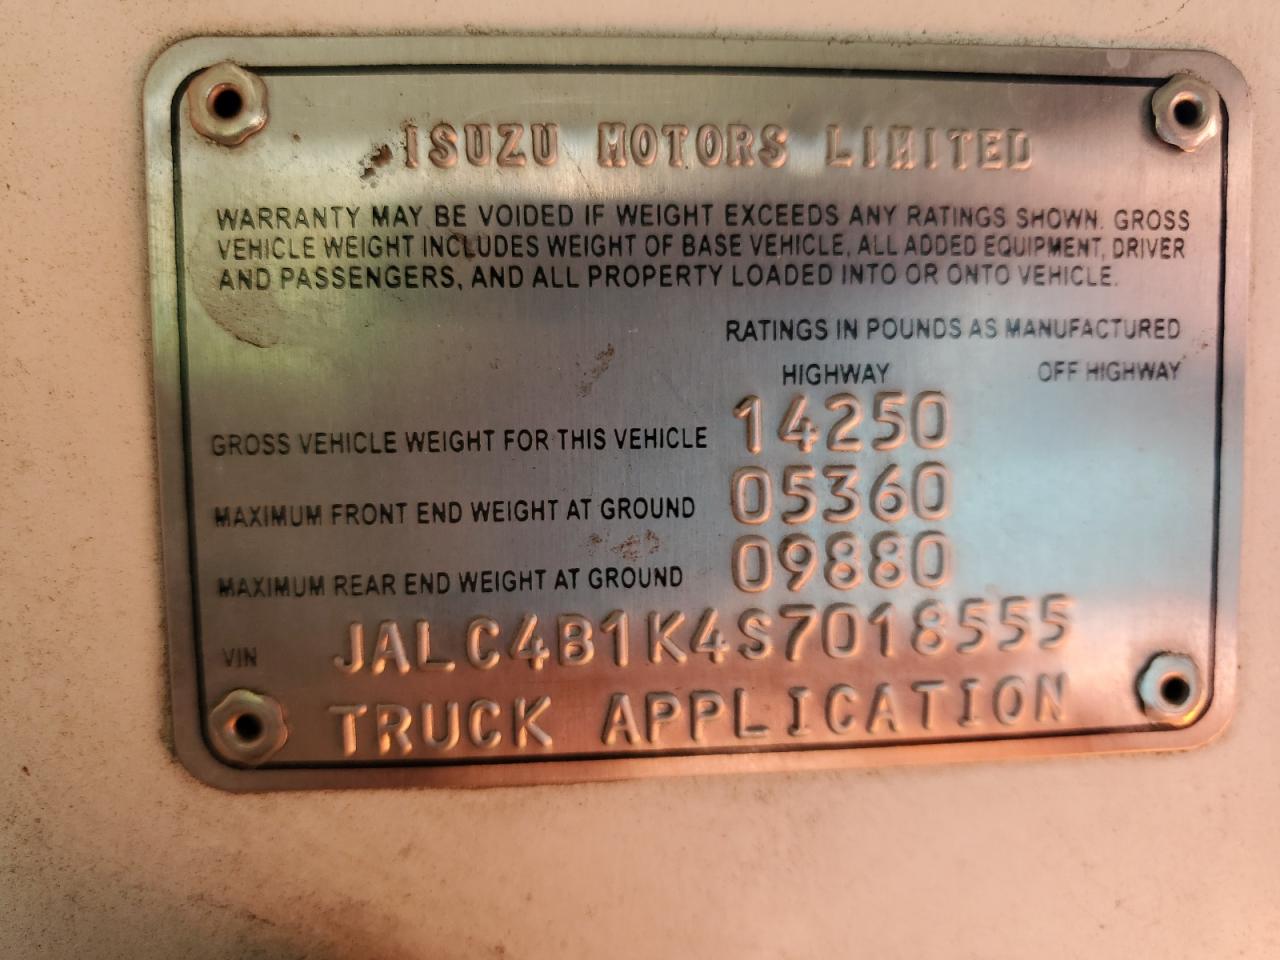 ISUZU MOTORS LIMITED
WARRANTY MAY BE VOIDED IF WEIGHT EXCEEDS ANY RATINGS SHOWN. GROSS
VEHICLE WEIGHT INCLUDES WEIGHT OF BASE VEHICLE, ALL ADDED EQUIPMENT, DRIVER
AND PASSENGERS, AND ALL PROPERTY LOADED INTO OR ONTO VEHICLE.
RATINGS IN POUNDS AS MANUFACTURED
HIGHWAY OFF HIGHWAY
GROSS VEHICLE WEIGHT FOR THIS VEHICLE 14250
MAXIMUM FRONT END WEIGHT AT GROUND 05360
MAXIMUM REAR END WEIGHT AT GROUND 09880
VIN JALC4B1K4S7018555
TRUCK APPLICATION